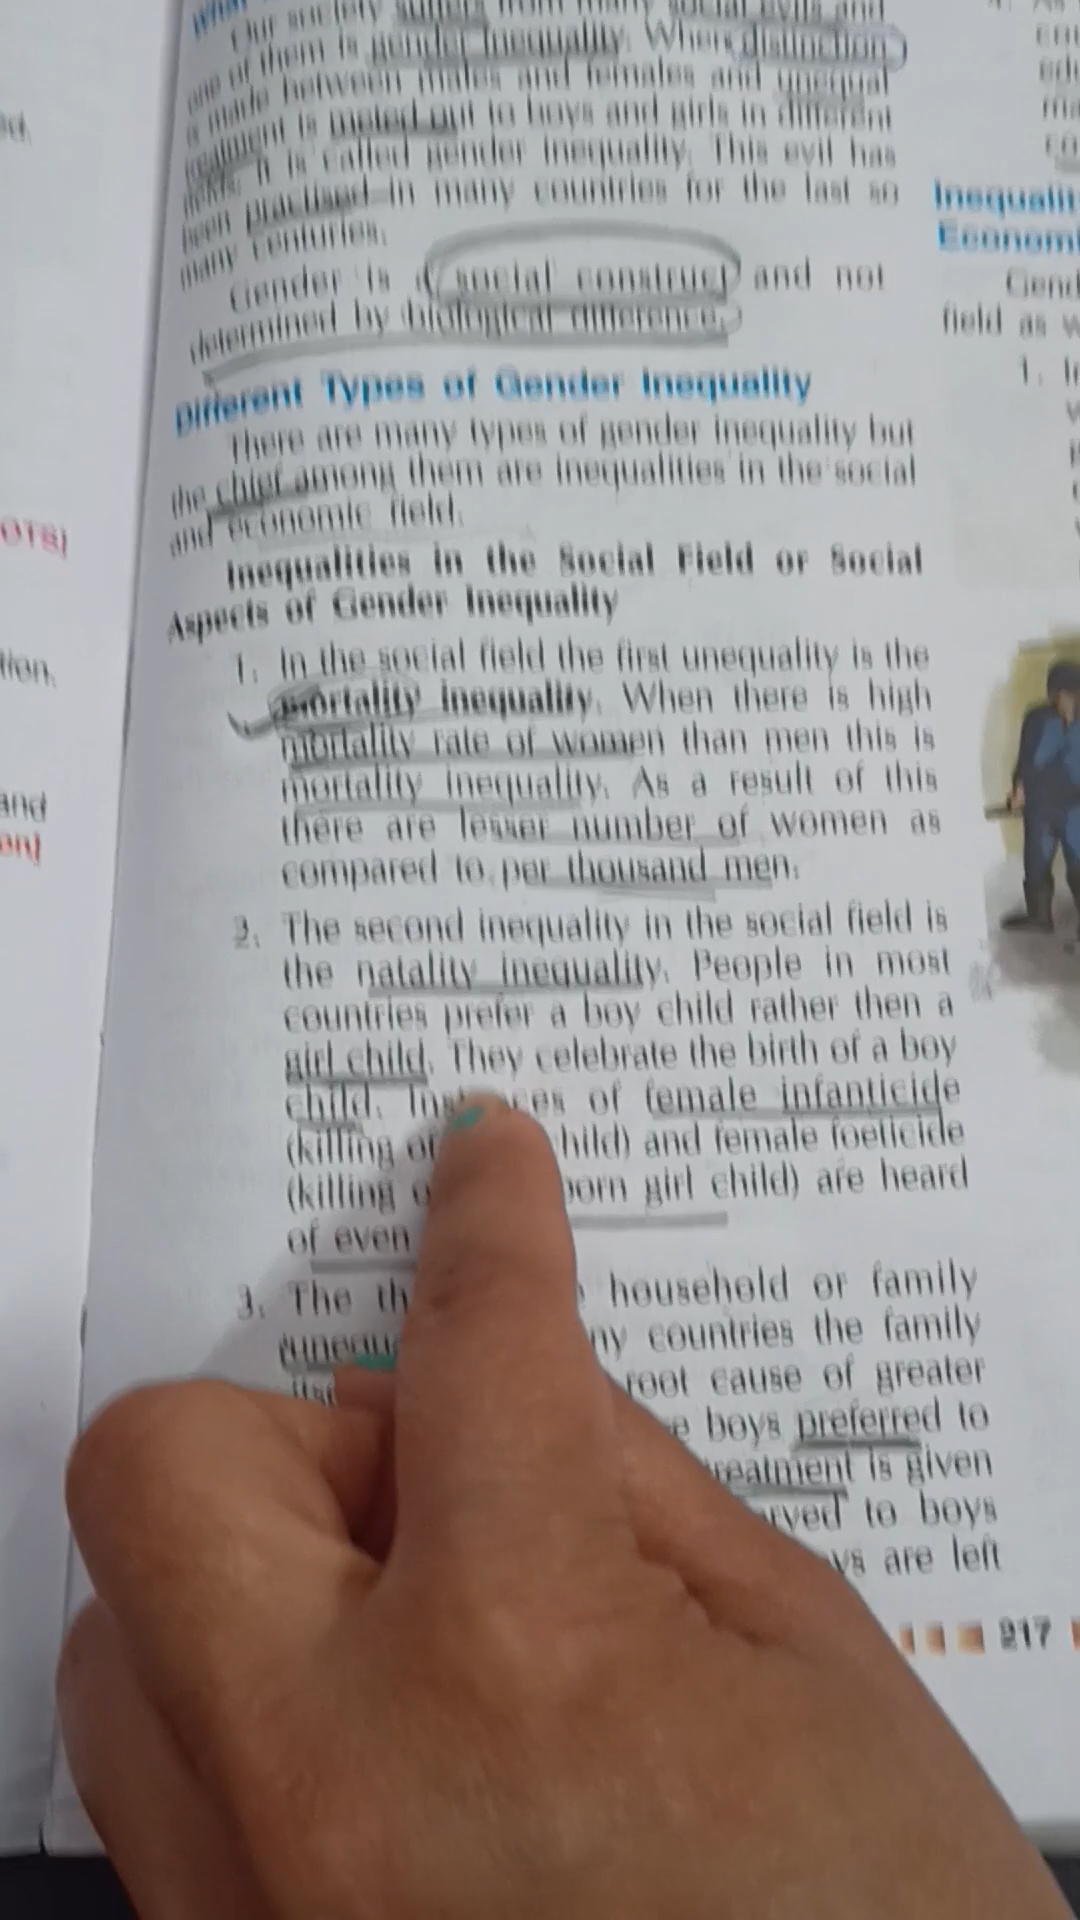 Our society suffers from many social evils and
one of them is gender inequality. When distinction
is made between males and females and unequal
treatment is meted out to boys and girls in different
fields, it is called gender inequality. This evil has
been practised in many countries for the last so
many centuries.
Gender is a social construct and not
determined by biological difference.
Different Types of Gender Inequality
There are many types of gender inequality but
the chief among them are inequalities in the social
and economic field.
Inequalities in the Social Field or Social
Aspects of Gender Inequality
1. In the social field the first unequality is the
mortality inequality. When there is high
mortality rate of women than men this is
mortality inequality. As a result of this
there are lesser number of women as
compared to per thousand men.
2. The second inequality in the social field is
the natality inequality. People in most
countries prefer a boy child rather then a
girl child. They celebrate the birth of a boy
child. of female infanticide
(killing hild) and female foeticide
(killing born girl child) are heard
of even
3. The th household or family
ny countries the family
root cause of greater
e boys preferred to
treatment is given
to boys
are left
217
Inequalit
Economi
Gend
field as w
1. I
OTS]
tion.
and